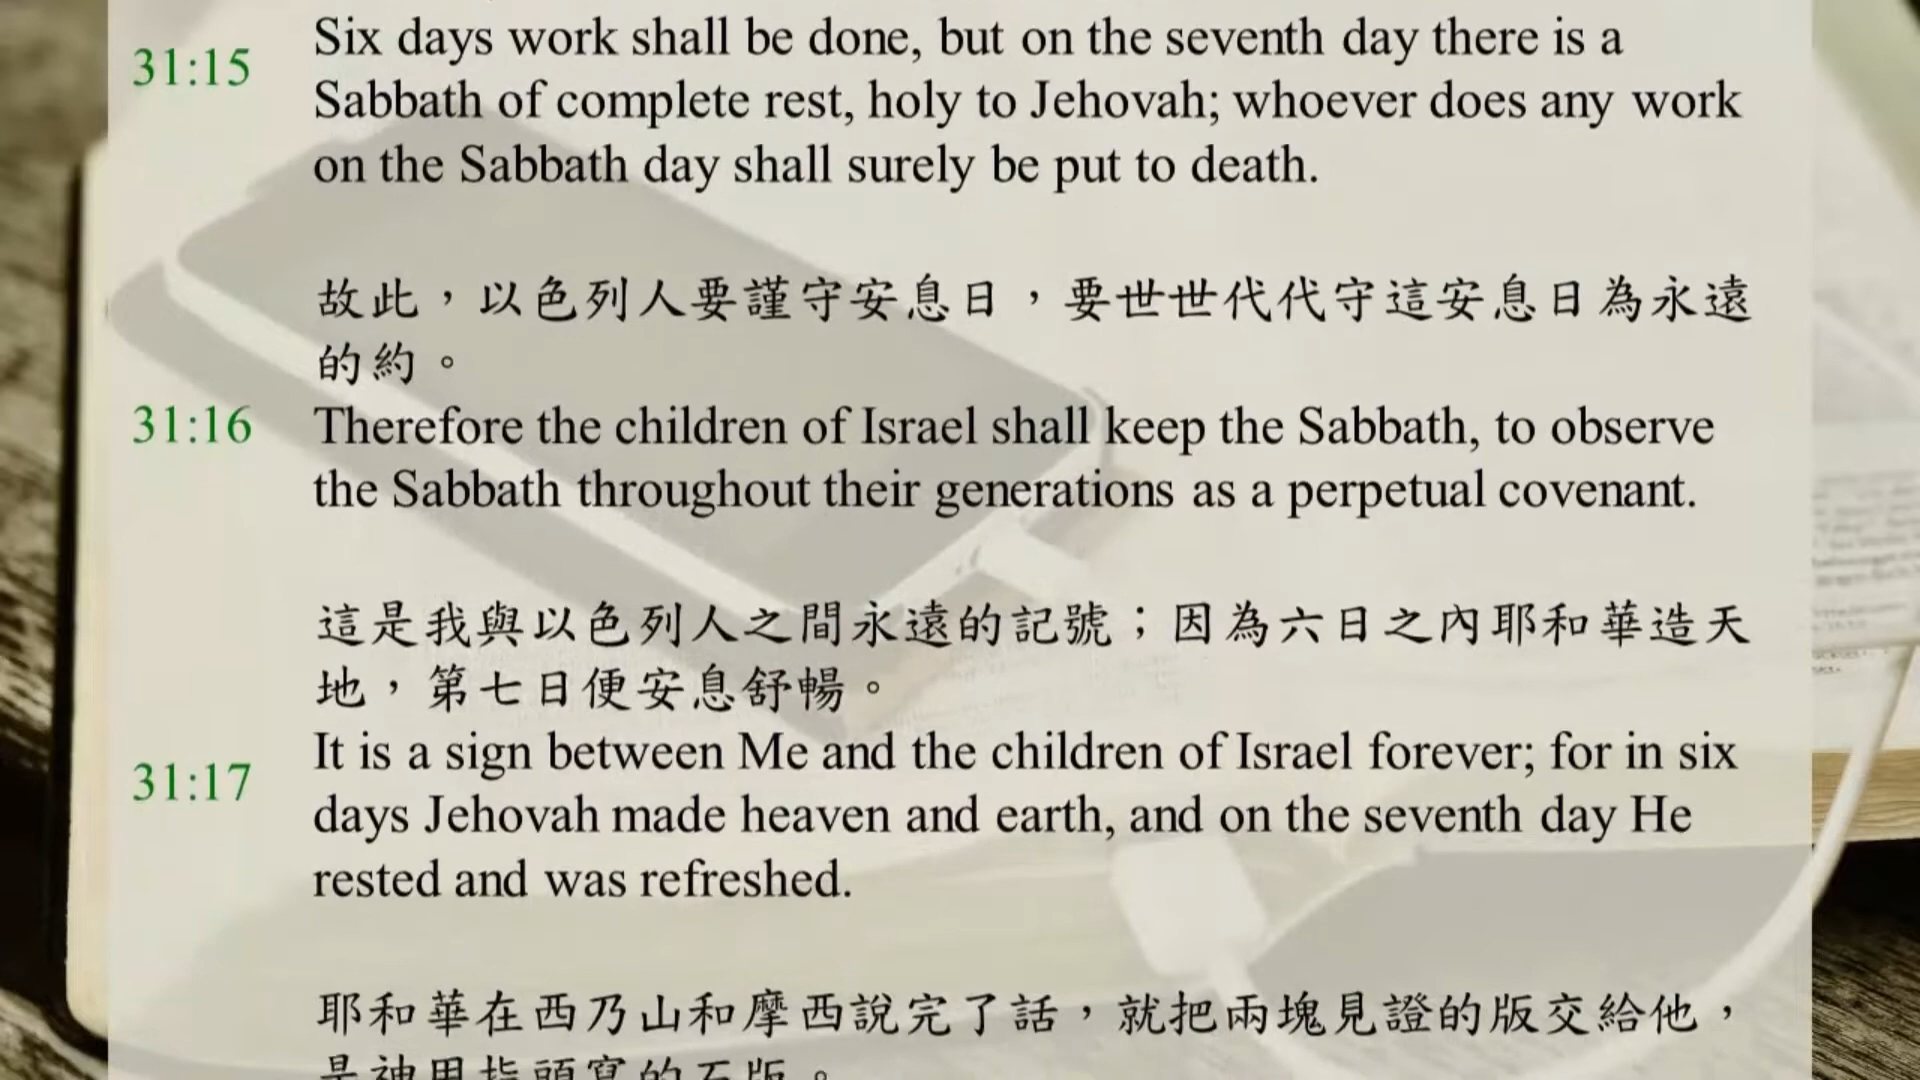 Six days work shall be done, but on the seventh day there is a
31:15
Sabbath of complete rest, holy to Jehovah; whoever does any work
on the Sabbath day shall surely be put to death.
故此，以色列人要謹守安息日，要世世代代守這安息日為永遠
的約。
31:16 Therefore the children of Israel shall keep the Sabbath, to observe
the Sabbath throughout their generations as a perpetual covenant.
這是我與以色列人之間永遠的記號；因為六日之內耶和華造天
地，第七日便安息舒暢。
31:17 It is a sign between Me and the children of Israel forever; for in six
days Jehovah made heaven and earth, and on the seventh day He
rested and was refreshed.
耶和華在西乃山和摩西說完了話，就把兩塊見證的版交給他，
是神用指頭寫的石版。